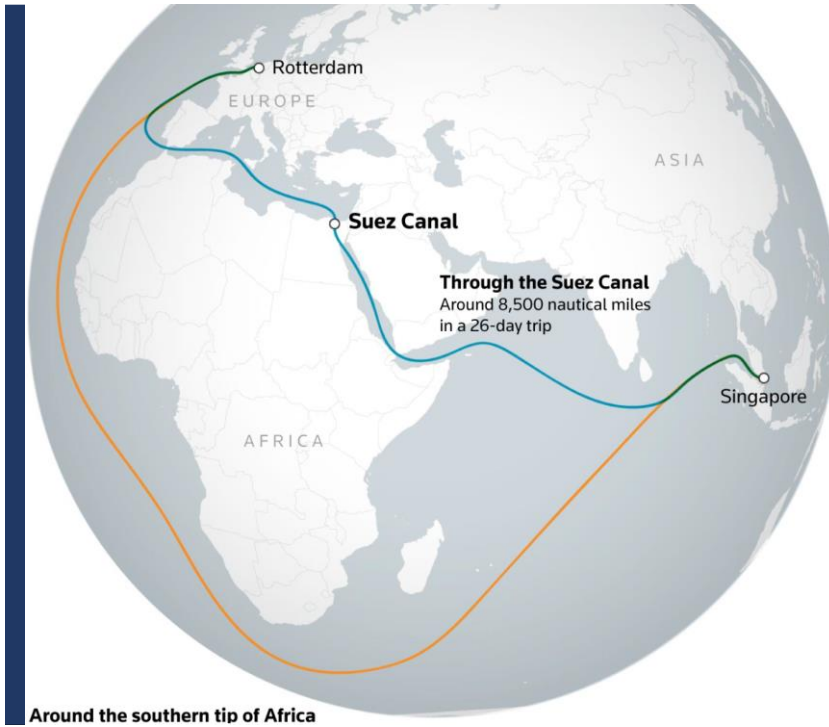 Rotterdam
EUROPE
ASIA
Suez Canal
Through the Suez Canal
Around 8,500 nautical miles
in a 26-day trip
Singapore
AFRICA
Around the southern tip of Africa